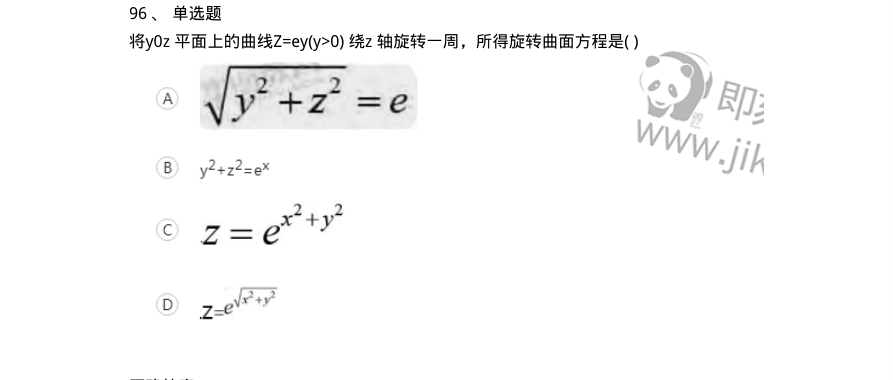 96 、 单选题
将y0z 平面上的曲线Z=ey(y>0) 绕z 轴旋转一周，所得旋转曲面方程是( )
A √(y²+z²) = e
B y²+z²=eˣ
C z = e^(x²+y²)
D z=e^√(x²+y²)
www.jik